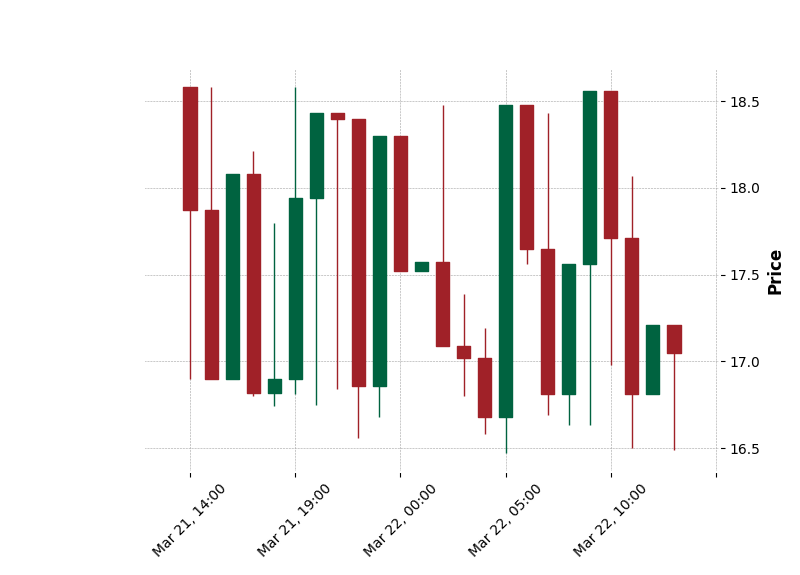 18.5
18.0
17.5
17.0
16.5
Price
Mar 21, 14:00
Mar 21, 19:00
Mar 22, 00:00
Mar 22, 05:00
Mar 22, 10:00